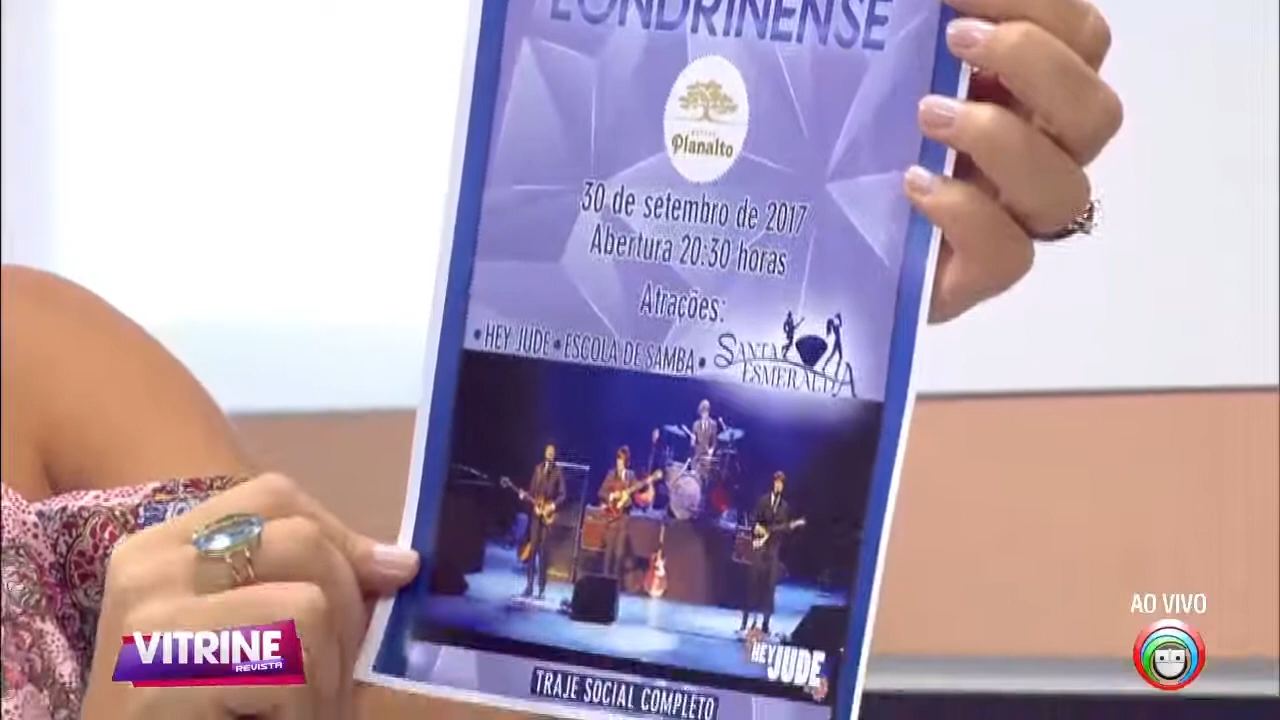 LONDRINENSE
Planalto
30 de setembro de 2017
Abertura 20:30 horas
Atrações:
• HEY JUDE • ESCOLA DE SAMBA • SANTA ESMERALDA
HEY JUDE
TRAJE SOCIAL COMPLETO
VITRINE
REVISTA
AO VIVO